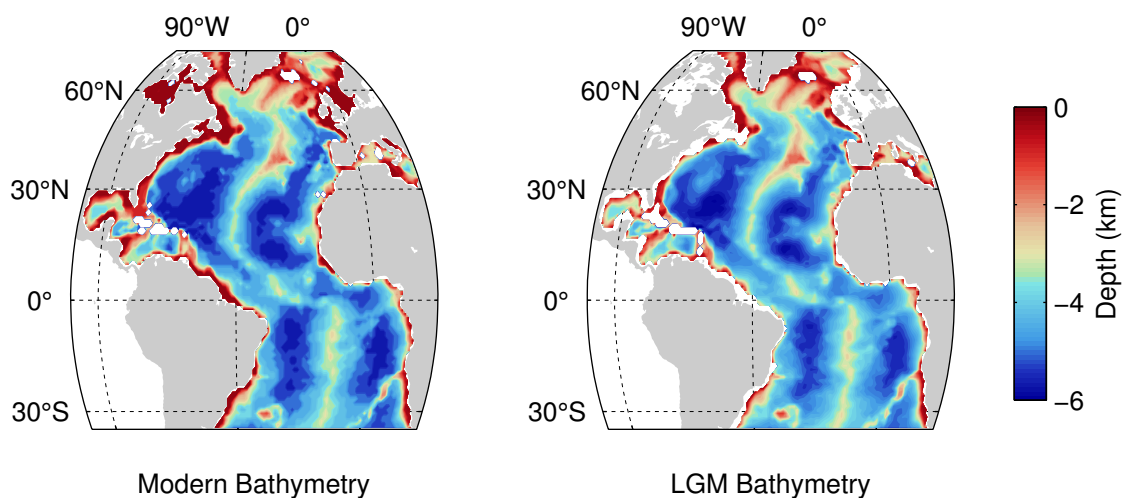 90°W 0° 90°W 0°
60°N 60°N 0
30°N 30°N −2
0° 0° −4
30°S 30°S −6
Depth (km)
Modern Bathymetry LGM Bathymetry